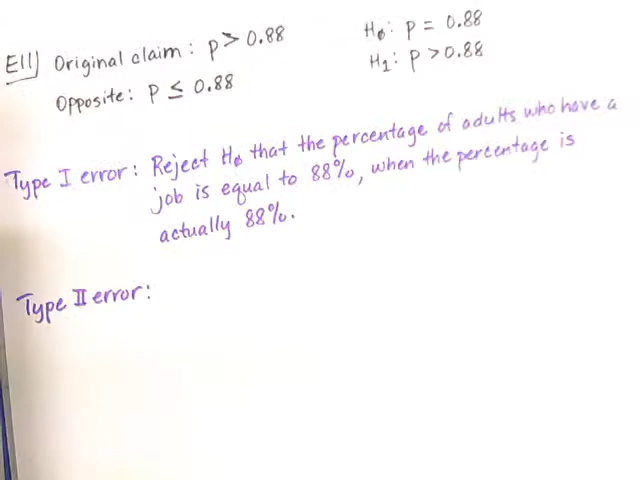 E11) Original claim: p > 0.88
Opposite: p ≤ 0.88
H₀: p = 0.88
H₁: p > 0.88
Type I error: Reject H₀ that the percentage of adults who have a
job is equal to 88%, when the percentage is
actually 88%.
Type II error: